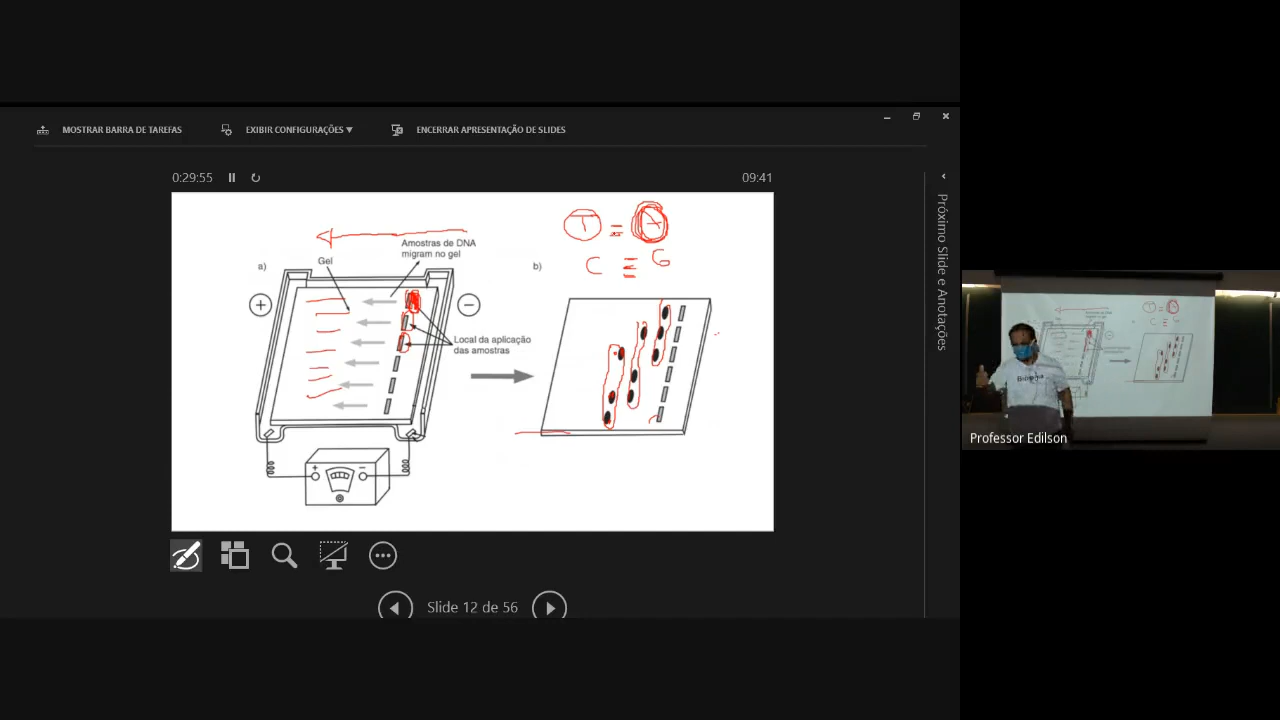 MOSTRAR BARRA DE TAREFAS
EXIBIR CONFIGURAÇÕES ▼
ENCERRAR APRESENTAÇÃO DE SLIDES
0:29:55
09:41
T = A
C ≡ G
a)
Gel
Amostras de DNA
migram no gel
b)
+
−
Local da aplicação
das amostras
+
−
Slide 12 de 56
Próximo Slide e Anotações
Professor Edilson